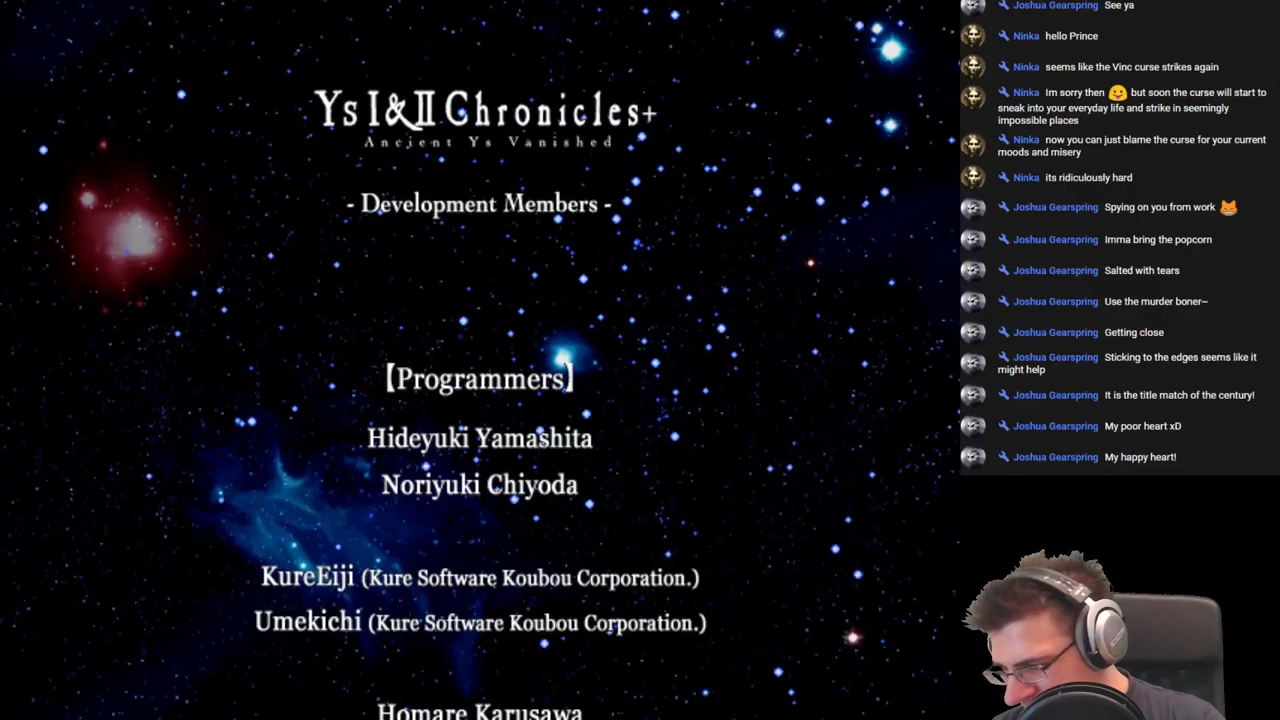 Ys I&II Chronicles+
Ancient Ys Vanished
- Development Members -
【Programmers】
Hideyuki Yamashita
Noriyuki Chiyoda
KureEiji (Kure Software Koubou Corporation.)
Umekichi (Kure Software Koubou Corporation.)
Homare Karusawa
Joshua Gearspring See ya
Ninka hello Prince
Ninka seems like the Vinc curse strikes again
Ninka Im sorry then 😛 but soon the curse will start to
sneak into your everyday life and strike in seemingly
impossible places
Ninka now you can just blame the curse for your current
moods and misery
Ninka its ridiculously hard
Joshua Gearspring Spying on you from work
Joshua Gearspring Imma bring the popcorn
Joshua Gearspring Salted with tears
Joshua Gearspring Use the murder boner~
Joshua Gearspring Getting close
Joshua Gearspring Sticking to the edges seems like it
might help
Joshua Gearspring It is the title match of the century!
Joshua Gearspring My poor heart xD
Joshua Gearspring My happy heart!